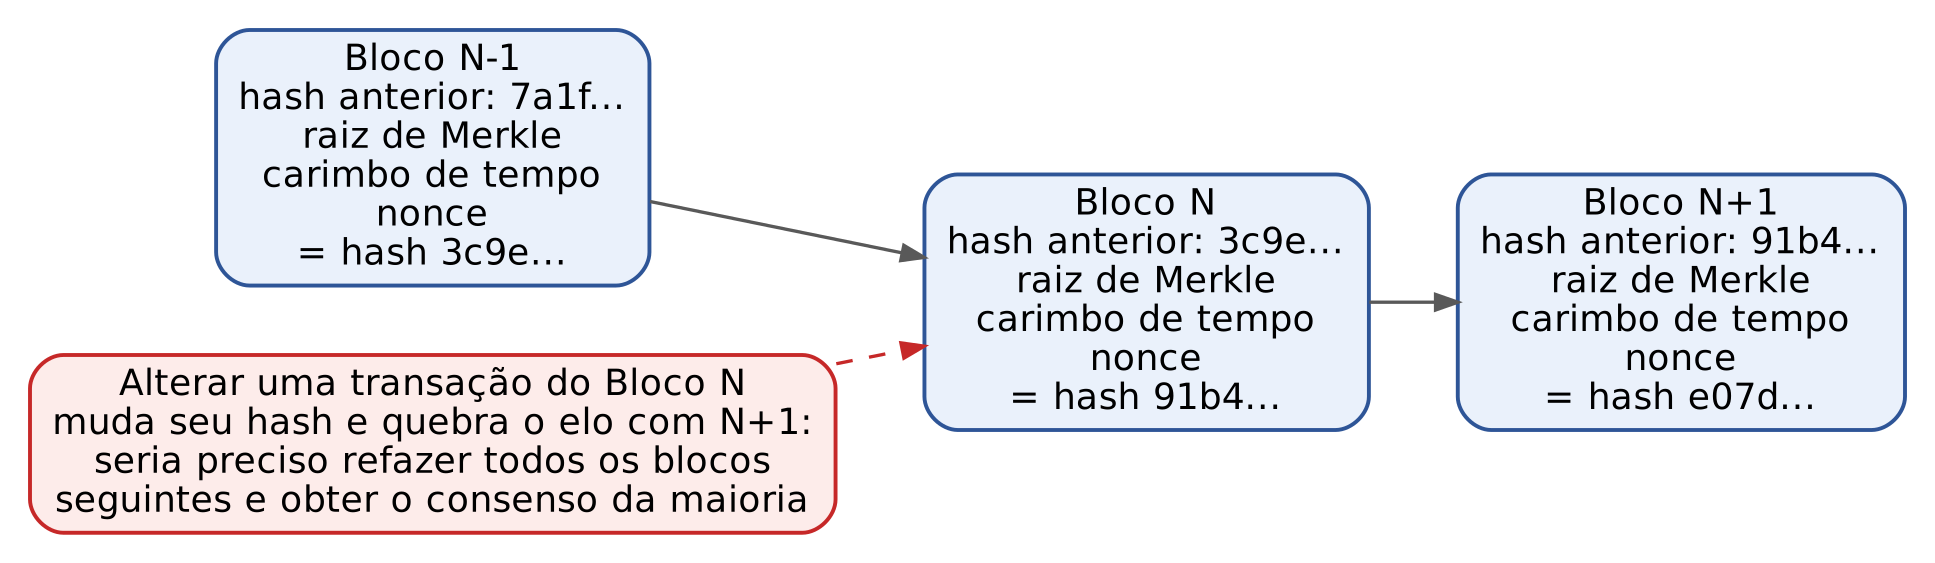 Bloco N-1
hash anterior: 7a1f...
raiz de Merkle
carimbo de tempo
nonce
= hash 3c9e...
Bloco N
hash anterior: 3c9e...
raiz de Merkle
carimbo de tempo
nonce
= hash 91b4...
Bloco N+1
hash anterior: 91b4...
raiz de Merkle
carimbo de tempo
nonce
= hash e07d...
Alterar uma transação do Bloco N
muda seu hash e quebra o elo com N+1:
seria preciso refazer todos os blocos
seguintes e obter o consenso da maioria